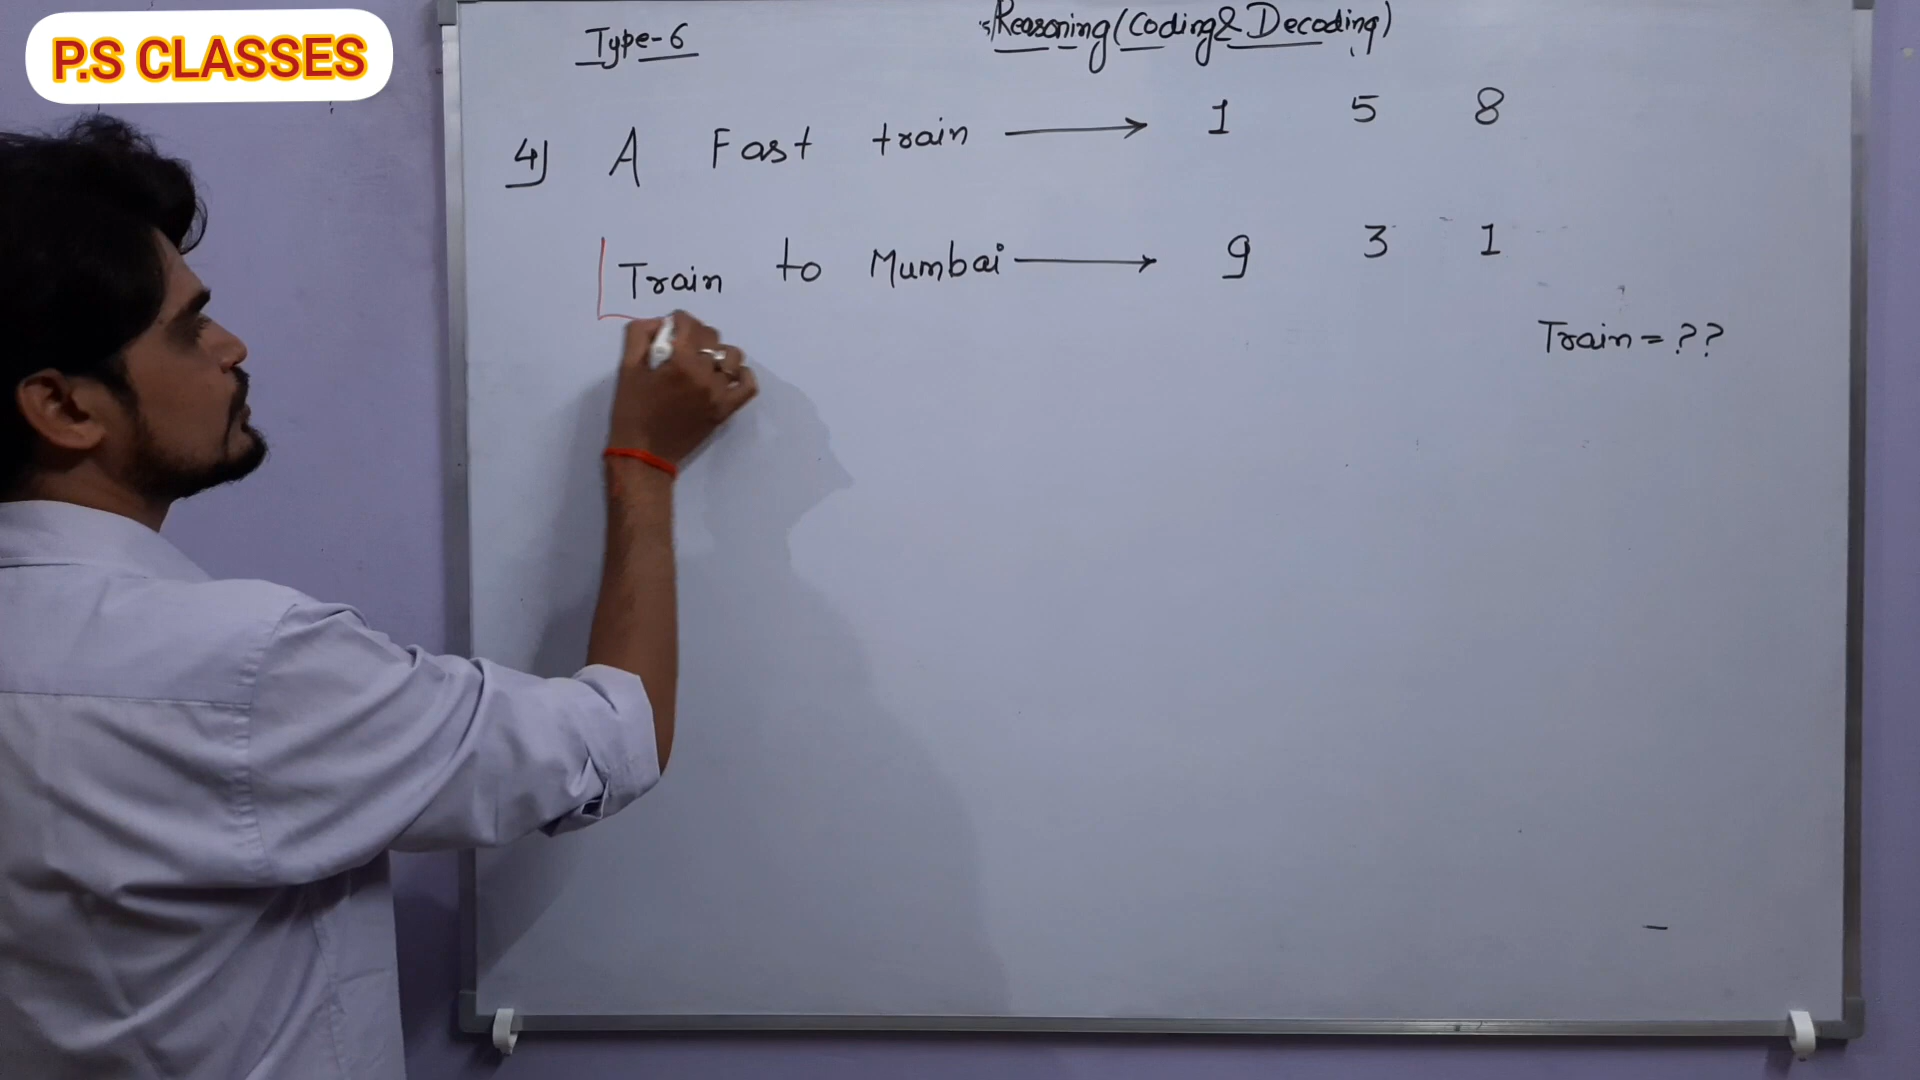 P.S CLASSES
Type-6
Reasoning (Coding & Decoding)
4) A Fast train → 1 5 8
Train to Mumbai → 9 3 1
Train = ??